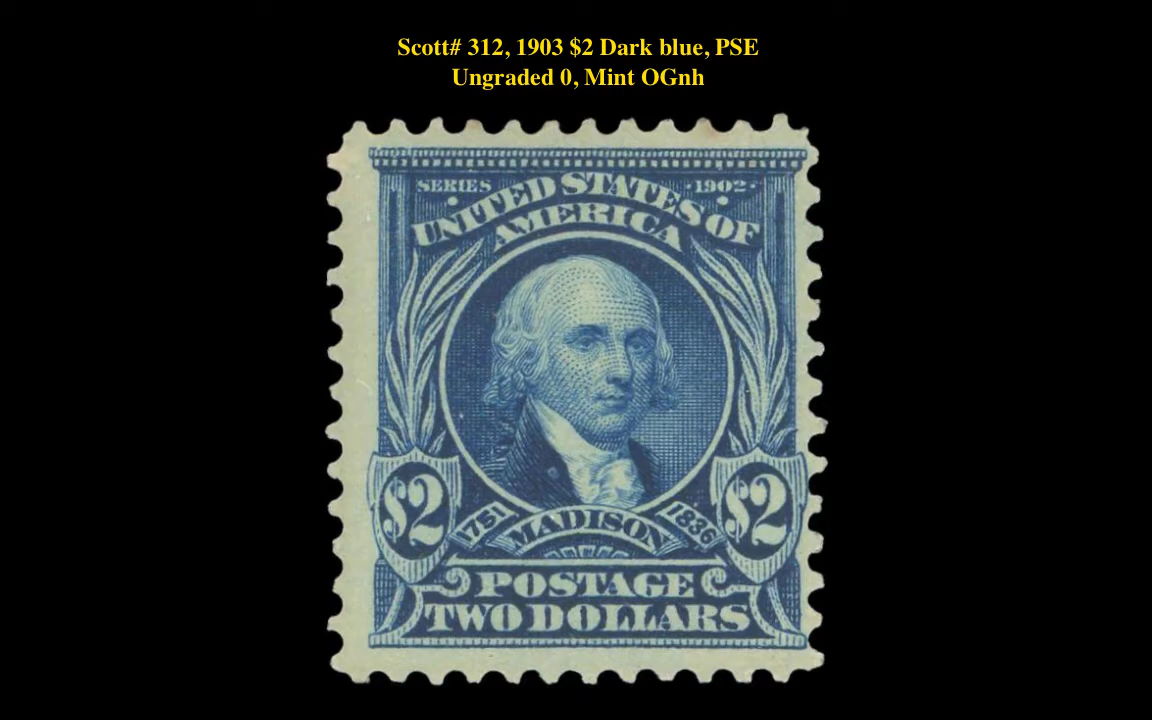 Scott# 312, 1903 $2 Dark blue, PSE
Ungraded 0, Mint OGnh
SERIES 1902
UNITED STATES OF
AMERICA
$2 $2
1751 MADISON 1836
POSTAGE
TWO DOLLARS